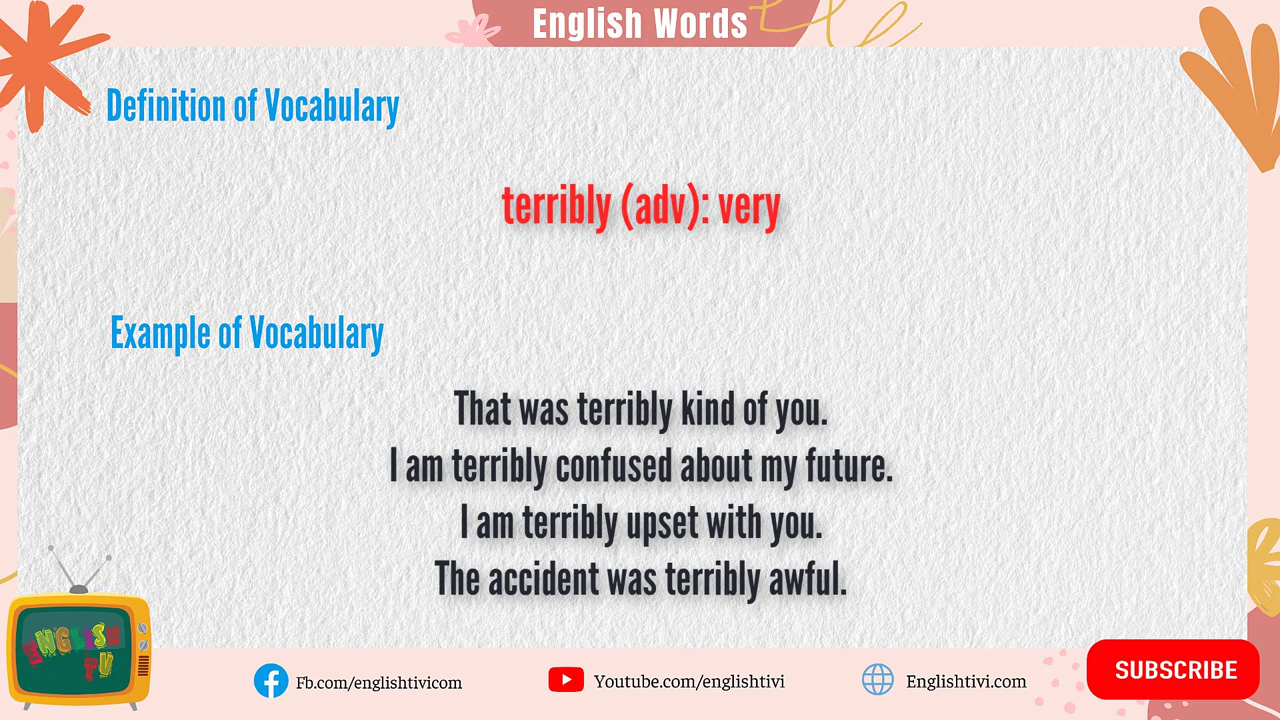 English Words
Definition of Vocabulary
terribly (adv): very
Example of Vocabulary
That was terribly kind of you.
I am terribly confused about my future.
I am terribly upset with you.
The accident was terribly awful.
ENGLISH
TV
Fb.com/englishtivicom
Youtube.com/englishtivi
Englishtivi.com
SUBSCRIBE